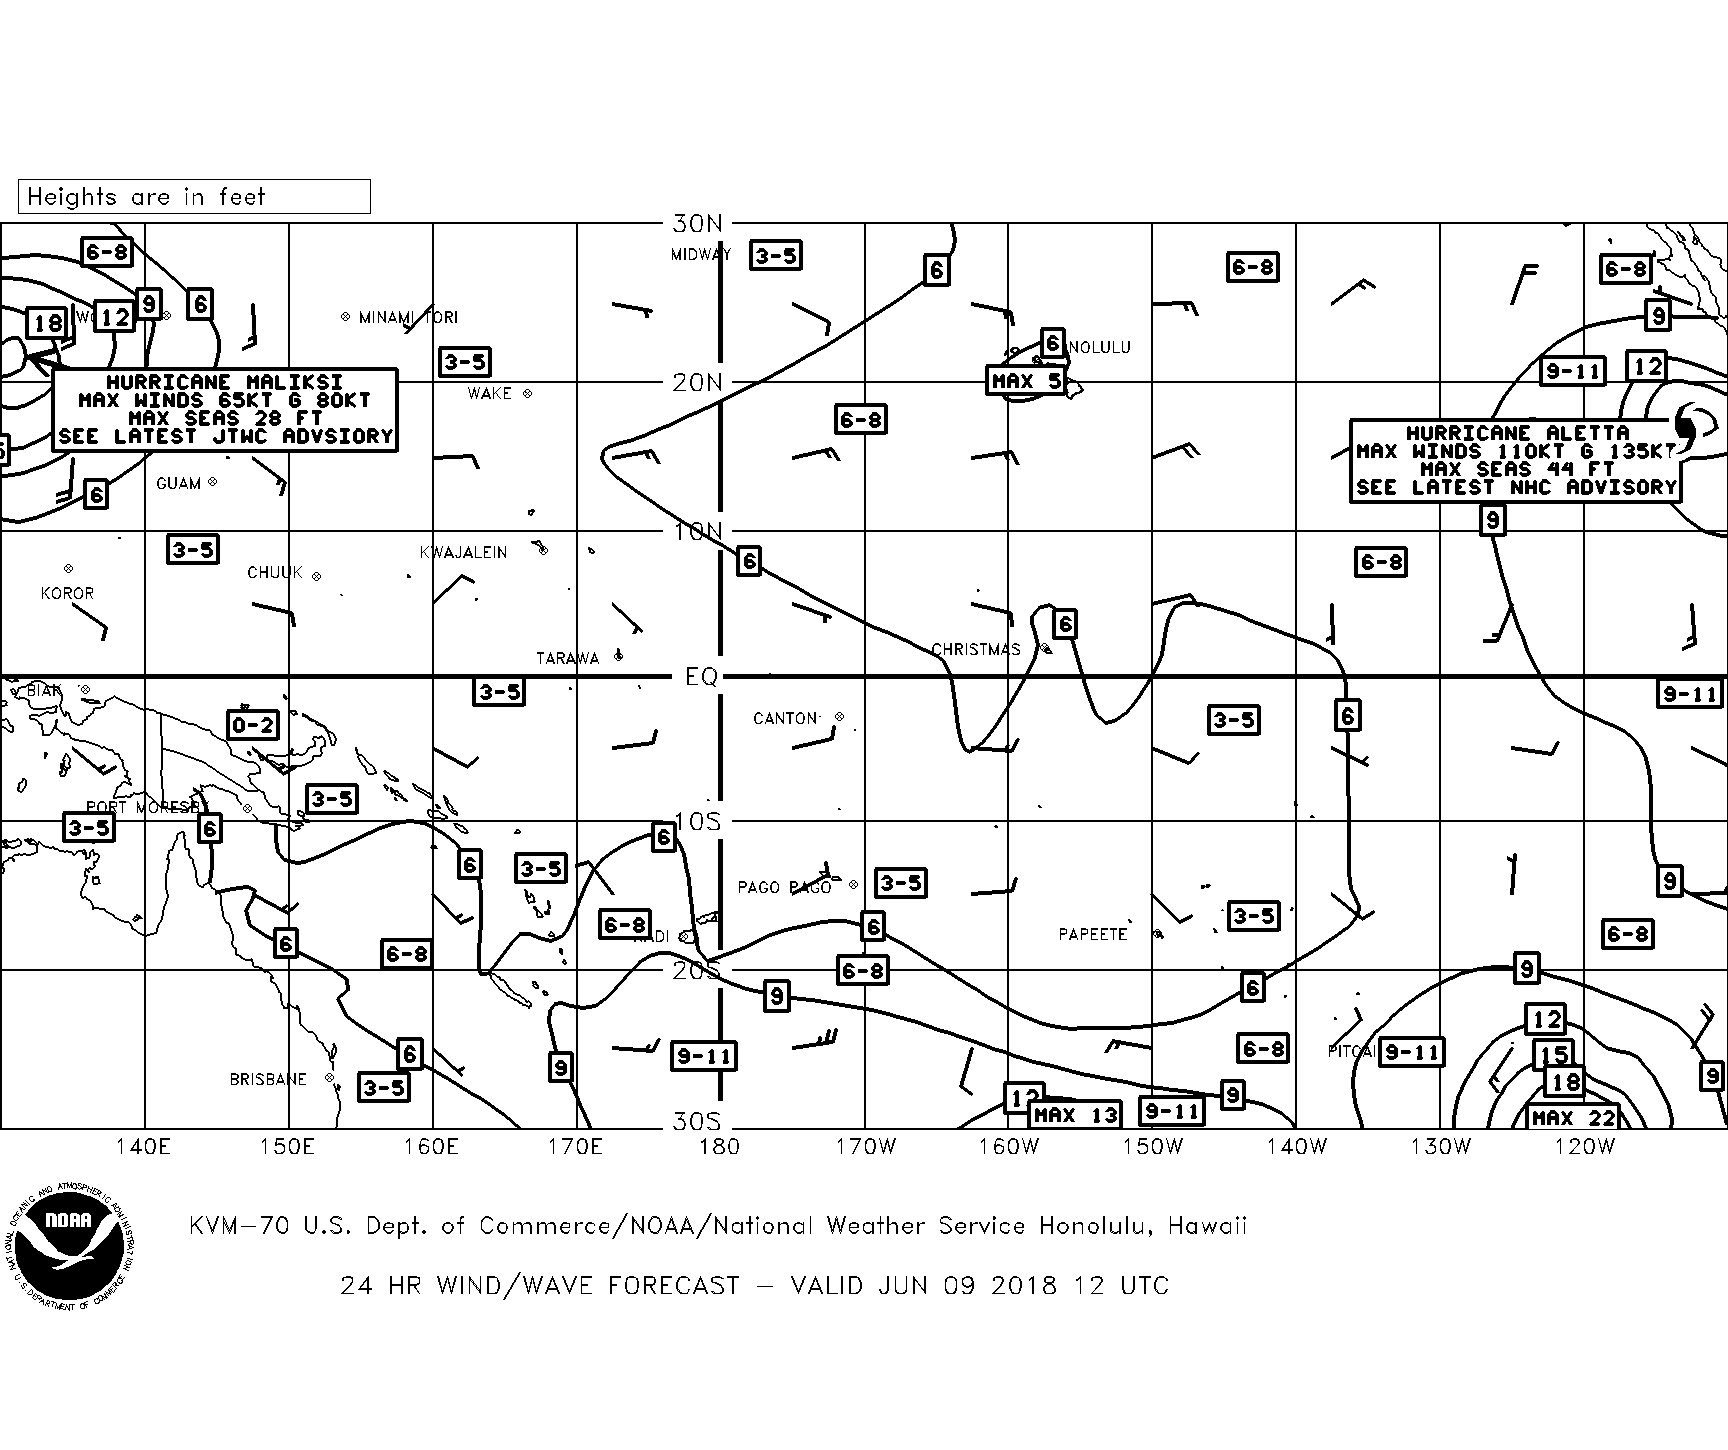 Heights are in feet
30N
6-8
MIDWAY
3-5
6
6-8
6-8
9
6
18
WO
12
MINAMI TORI
9
6
NOLULU
3-5
9-11
12
HURRICANE MALIKSI
MAX WINDS 65KT G 80KT
MAX SEAS 28 FT
SEE LATEST JTWC ADVSIORY
20N
MAX 5
WAKE
6-8
HURRICANE ALETTA
MAX WINDS 110KT G 135KT
MAX SEAS 44 FT
SEE LATEST NHC ADVISORY
GUAM
6
9
10N
3-5
KWAJALEIN
6
6-8
CHUUK
KOROR
6
CHRISTMAS
TARAWA
EQ
BIAK
3-5
9-11
0-2
CANTON
3-5
6
PORT MORESBY
3-5
3-5
6
10S
6
6
3-5
PAGO PAGO
3-5
9
6-8
6
3-5
NADI
PAPEETE
6-8
6
6-8
20S
6-8
9
9
6
12
6
9-11
6-8
PITCAI
9-11
15
9
BRISBANE
3-5
9
18
12
9
MAX 13
9-11
MAX 22
30S
140E 150E 160E 170E 180 170W 160W 150W 140W 130W 120W
NOAA
NATIONAL OCEANIC AND ATMOSPHERIC ADMINISTRATION
U.S. DEPARTMENT OF COMMERCE
KVM-70 U.S. Dept. of Commerce/NOAA/National Weather Service Honolulu, Hawaii
24 HR WIND/WAVE FORECAST - VALID JUN 09 2018 12 UTC